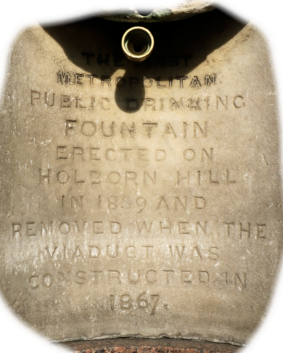 THE FIRST
METROPOLITAN
PUBLIC DRINKING
FOUNTAIN
ERECTED ON
HOLBORN HILL
IN 1859 AND
REMOVED WHEN THE
VIADUCT WAS
CONSTRUCTED IN
1867.